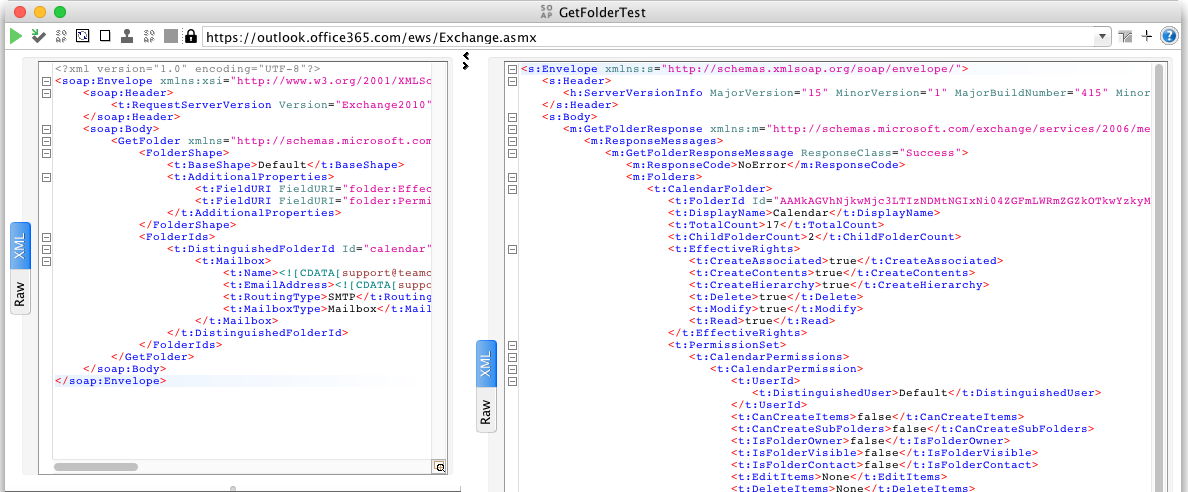 GetFolderTest
https://outlook.office365.com/ews/Exchange.asmx
<?xml version="1.0" encoding="UTF-8"?>
<soap:Envelope xmlns:xsi="http://www.w3.org/2001/XMLSc
<soap:Header>
<t:RequestServerVersion Version="Exchange2010"
</soap:Header>
<soap:Body>
<GetFolder xmlns="http://schemas.microsoft.com
<FolderShape>
<t:BaseShape>Default</t:BaseShape>
<t:AdditionalProperties>
<t:FieldURI FieldURI="folder:Effec
<t:FieldURI FieldURI="folder:Permi
</t:AdditionalProperties>
</FolderShape>
<FolderIds>
<t:DistinguishedFolderId Id="calendar"
<t:Mailbox>
<t:Name><![CDATA[support@teamc
<t:EmailAddress><![CDATA[suppo
<t:RoutingType>SMTP</t:Routing
<t:MailboxType>Mailbox</t:Mail
</t:Mailbox>
</t:DistinguishedFolderId>
</FolderIds>
</GetFolder>
</soap:Body>
</soap:Envelope>
XML
Raw
<s:Envelope xmlns:s="http://schemas.xmlsoap.org/soap/envelope/">
<s:Header>
<h:ServerVersionInfo MajorVersion="15" MinorVersion="1" MajorBuildNumber="415" Minor
</s:Header>
<s:Body>
<m:GetFolderResponse xmlns:m="http://schemas.microsoft.com/exchange/services/2006/me
<m:ResponseMessages>
<m:GetFolderResponseMessage ResponseClass="Success">
<m:ResponseCode>NoError</m:ResponseCode>
<m:Folders>
<t:CalendarFolder>
<t:FolderId Id="AAMkAGVhNjkwMjc3LTIzNDMtNGIxNi04ZGFmLWRmZGZkOTkwYzkyM
<t:DisplayName>Calendar</t:DisplayName>
<t:TotalCount>17</t:TotalCount>
<t:ChildFolderCount>2</t:ChildFolderCount>
<t:EffectiveRights>
<t:CreateAssociated>true</t:CreateAssociated>
<t:CreateContents>true</t:CreateContents>
<t:CreateHierarchy>true</t:CreateHierarchy>
<t:Delete>true</t:Delete>
<t:Modify>true</t:Modify>
<t:Read>true</t:Read>
</t:EffectiveRights>
<t:PermissionSet>
<t:CalendarPermissions>
<t:CalendarPermission>
<t:UserId>
<t:DistinguishedUser>Default</t:DistinguishedUser>
</t:UserId>
<t:CanCreateItems>false</t:CanCreateItems>
<t:CanCreateSubFolders>false</t:CanCreateSubFolders>
<t:IsFolderOwner>false</t:IsFolderOwner>
<t:IsFolderVisible>false</t:IsFolderVisible>
<t:IsFolderContact>false</t:IsFolderContact>
<t:EditItems>None</t:EditItems>
<t:DeleteItems>None</t:DeleteItems>
XML
Raw